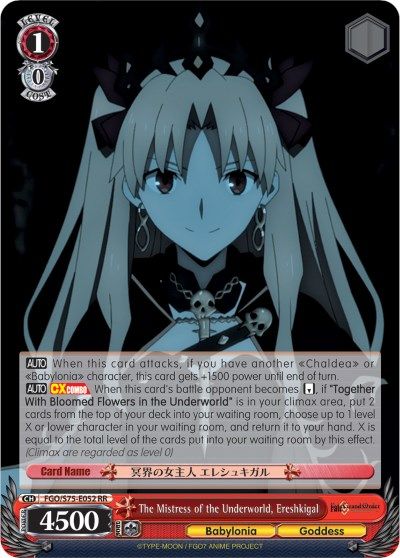 LEVEL
1
0
COST
AUTO When this card attacks, if you have another «Chaldea» or
«Babylonia» character, this card gets +1500 power until end of turn.
AUTO CXCOMBO When this card's battle opponent becomes, if "Together
With Bloomed Flowers in the Underworld" is in your climax area, put 2
cards from the top of your deck into your waiting room, choose up to 1 level
X or lower character in your waiting room, and return it to your hand. X is
equal to the total level of the cards put into your waiting room by this effect.
(Climax are regarded as level 0)
Card Name 冥界の女主人 エレシュキガル
FGO/S75-E052 RR
The Mistress of the Underworld, Ereshkigal
Fate/Grand Order
POWER
4500
SOUL
Babylonia
Goddess
©TYPE-MOON / FGO7 ANIME PROJECT